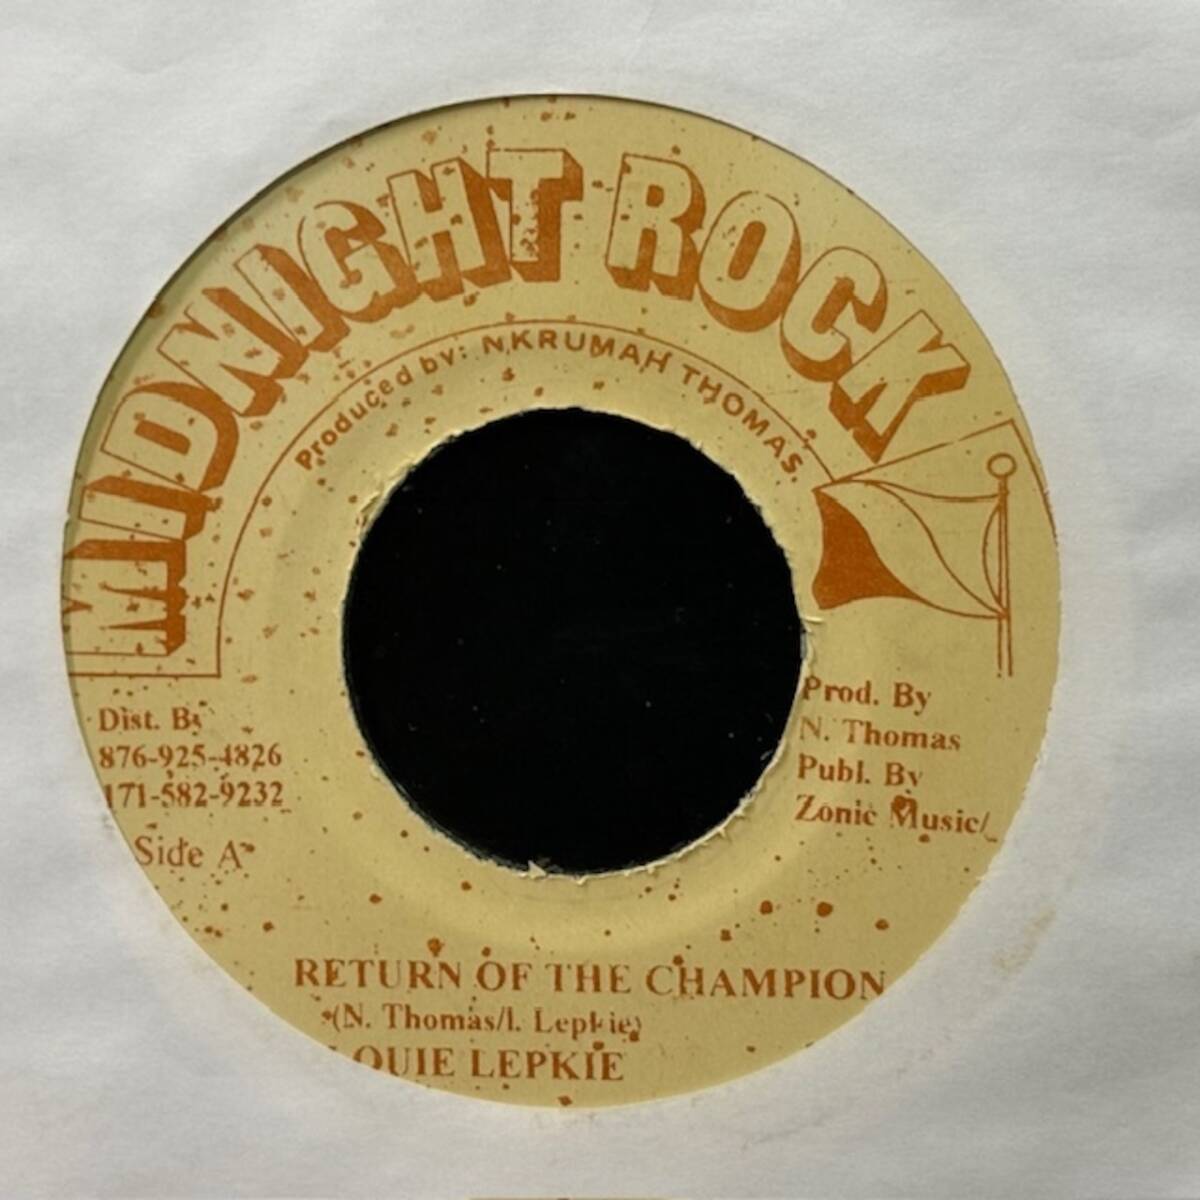 MIDNIGHT ROCK
Produced by: NKRUMAH THOMAS.
Dist. By
876-925-4826
171-582-9232
Side A
Prod. By
N. Thomas
Publ. By
Zonic Music/
RETURN OF THE CHAMPION
(N. Thomas/l. Lepkie)
OUIE LEPKIE